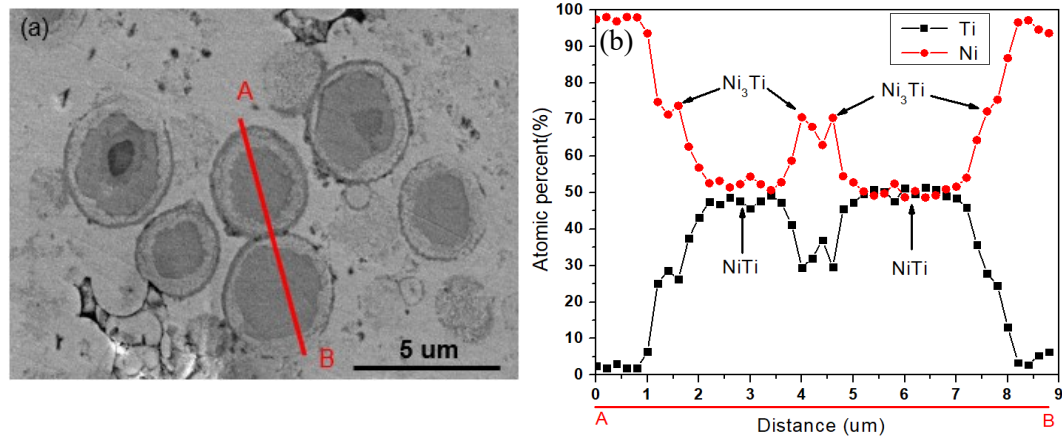 (a)
A
B
5 um
(b)
Ti
Ni
Ni3Ti
Ni3Ti
NiTi
NiTi
Atomic percent(%)
100
90
80
70
60
50
40
30
20
10
0
0 1 2 3 4 5 6 7 8 9
A Distance (um) B